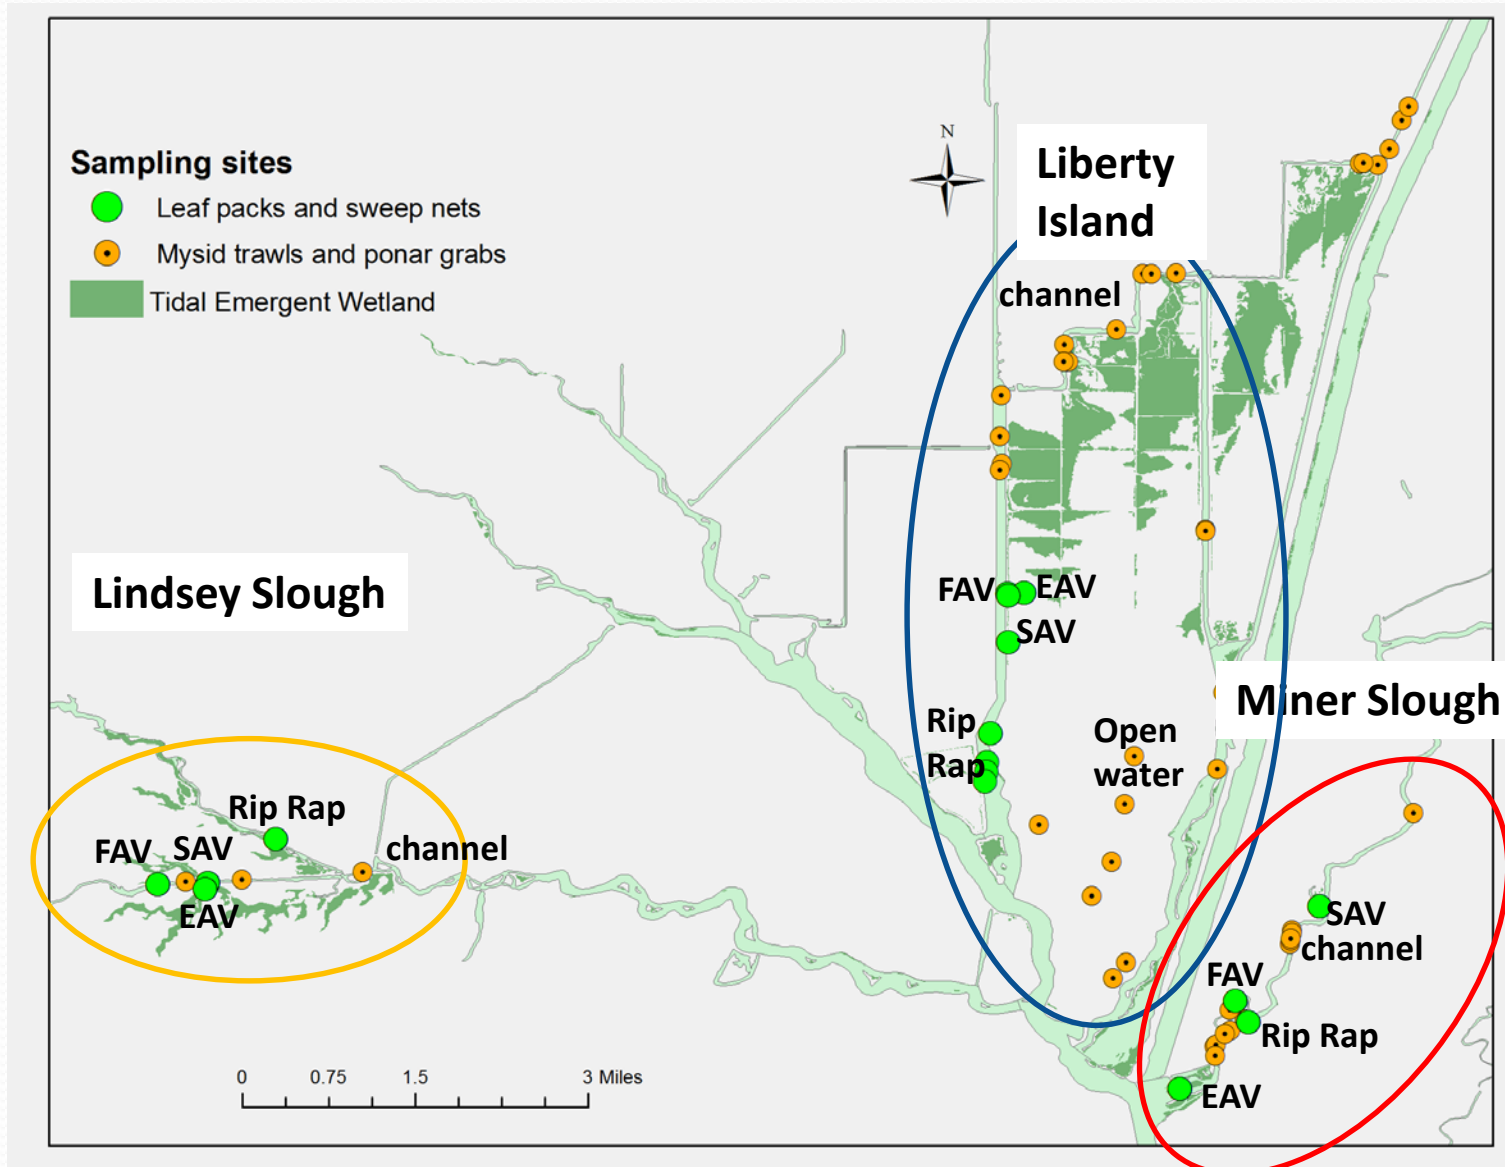 N
Liberty
Island
Sampling sites
Leaf packs and sweep nets
Mysid trawls and ponar grabs
Tidal Emergent Wetland
channel
Lindsey Slough
FAV
EAV
SAV
Miner Slough
Rip
Rap
Open
water
Rip Rap
FAV
SAV
channel
EAV
SAV
channel
FAV
Rip Rap
EAV
0 0.75 1.5 3 Miles